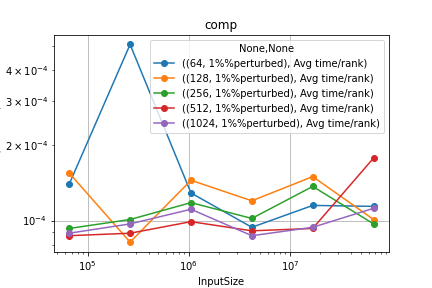 comp
None,None
((64, 1%%perturbed), Avg time/rank)
((128, 1%%perturbed), Avg time/rank)
((256, 1%%perturbed), Avg time/rank)
((512, 1%%perturbed), Avg time/rank)
((1024, 1%%perturbed), Avg time/rank)
4 × 10⁻⁴
3 × 10⁻⁴
2 × 10⁻⁴
10⁻⁴
10⁵ 10⁶ 10⁷
InputSize